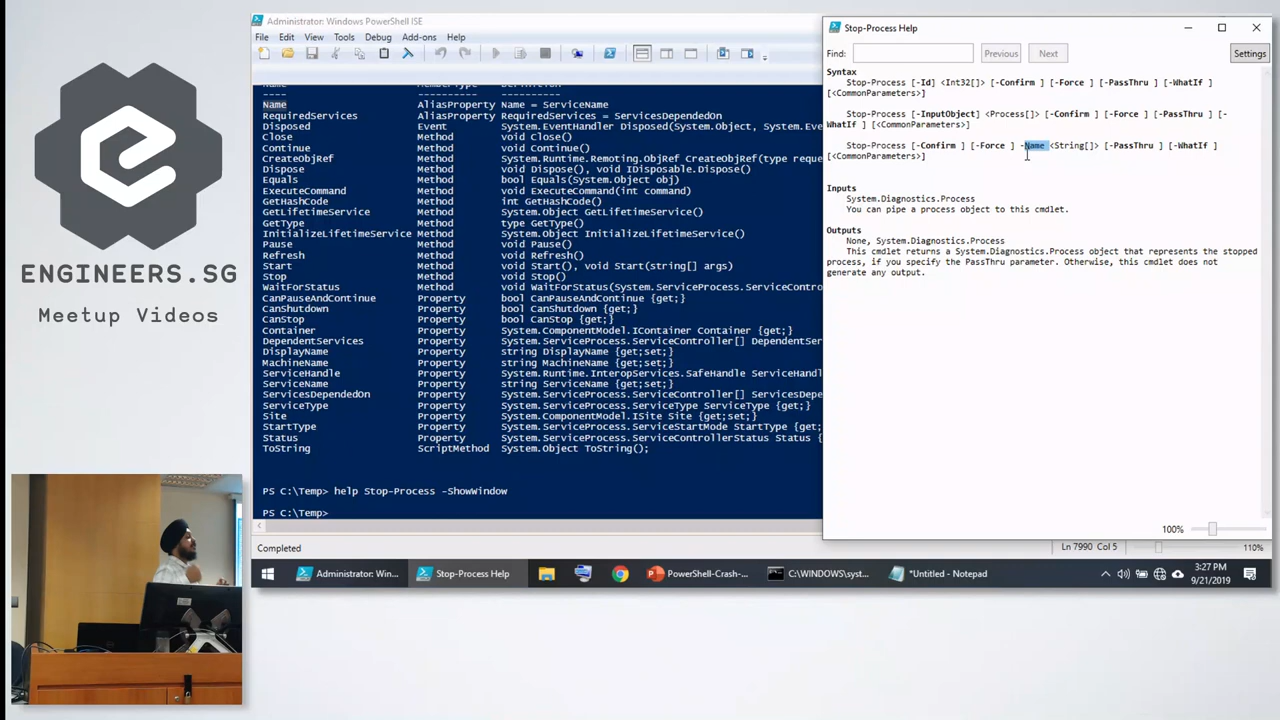 ENGINEERS.SG
Meetup Videos
Administrator: Windows PowerShell ISE
File Edit View Tools Debug Add-ons Help
---- ---------- ----------
Name AliasProperty Name = ServiceName
RequiredServices AliasProperty RequiredServices = ServicesDependedOn
Disposed Event System.EventHandler Disposed(System.Object, System.Eve
Close Method void Close()
Continue Method void Continue()
CreateObjRef Method System.Runtime.Remoting.ObjRef CreateObjRef(type reque
Dispose Method void Dispose(), void IDisposable.Dispose()
Equals Method bool Equals(System.Object obj)
ExecuteCommand Method void ExecuteCommand(int command)
GetHashCode Method int GetHashCode()
GetLifetimeService Method System.Object GetLifetimeService()
GetType Method type GetType()
InitializeLifetimeService Method System.Object InitializeLifetimeService()
Pause Method void Pause()
Refresh Method void Refresh()
Start Method void Start(), void Start(string[] args)
Stop Method void Stop()
WaitForStatus Method void WaitForStatus(System.ServiceProcess.ServiceContro
CanPauseAndContinue Property bool CanPauseAndContinue {get;}
CanShutdown Property bool CanShutdown {get;}
CanStop Property bool CanStop {get;}
Container Property System.ComponentModel.IContainer Container {get;}
DependentServices Property System.ServiceProcess.ServiceController[] DependentServ
DisplayName Property string DisplayName {get;set;}
MachineName Property string MachineName {get;set;}
ServiceHandle Property System.Runtime.InteropServices.SafeHandle ServiceHandl
ServiceName Property string ServiceName {get;set;}
ServicesDependedOn Property System.ServiceProcess.ServiceController[] ServicesDepe
ServiceType Property System.ServiceProcess.ServiceType ServiceType {get;}
Site Property System.ComponentModel.ISite Site {get;set;}
StartType Property System.ServiceProcess.ServiceStartMode StartType {get;
Status Property System.ServiceProcess.ServiceControllerStatus Status {
ToString ScriptMethod System.Object ToString();
PS C:\Temp> help Stop-Process -ShowWindow
PS C:\Temp>
Completed
Ln 7990 Col 5
110%
Stop-Process Help
Find: Previous Next Settings
Syntax
Stop-Process [-Id] <Int32[]> [-Confirm ] [-Force ] [-PassThru ] [-WhatIf ]
[<CommonParameters>]
Stop-Process [-InputObject] <Process[]> [-Confirm ] [-Force ] [-PassThru ] [-
WhatIf ] [<CommonParameters>]
Stop-Process [-Confirm ] [-Force ] -Name <String[]> [-PassThru ] [-WhatIf ]
[<CommonParameters>]
Inputs
System.Diagnostics.Process
You can pipe a process object to this cmdlet.
Outputs
None, System.Diagnostics.Process
This cmdlet returns a System.Diagnostics.Process object that represents the stopped
process, if you specify the PassThru parameter. Otherwise, this cmdlet does not
generate any output.
100%
Administrator: Win... Stop-Process Help PowerShell-Crash-... C:\WINDOWS\syst... *Untitled - Notepad
3:27 PM
9/21/2019